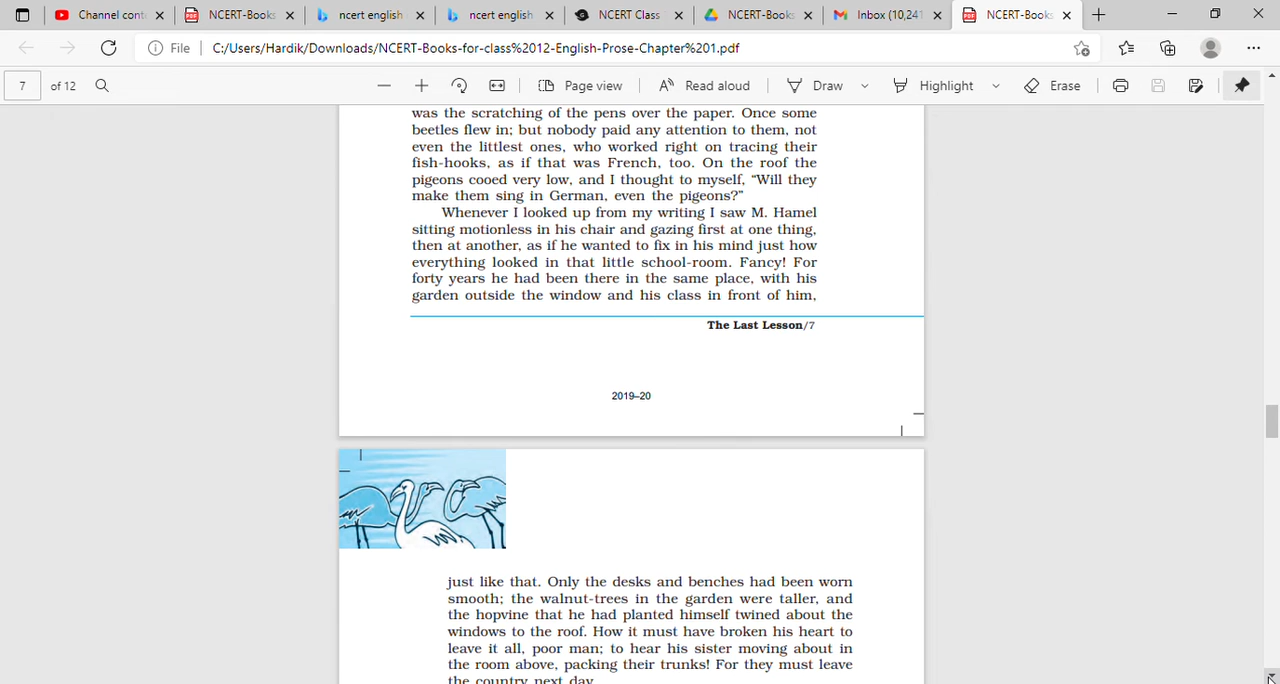 Channel cont
NCERT-Books
ncert english
ncert english
NCERT Class
NCERT-Books
Inbox (10,241
NCERT-Books
File C:/Users/Hardik/Downloads/NCERT-Books-for-class%2012-English-Prose-Chapter%201.pdf
7 of 12 Page view Read aloud Draw Highlight Erase
was the scratching of the pens over the paper. Once some
beetles flew in; but nobody paid any attention to them, not
even the littlest ones, who worked right on tracing their
fish-hooks, as if that was French, too. On the roof the
pigeons cooed very low, and I thought to myself, “Will they
make them sing in German, even the pigeons?”
Whenever I looked up from my writing I saw M. Hamel
sitting motionless in his chair and gazing first at one thing,
then at another, as if he wanted to fix in his mind just how
everything looked in that little school-room. Fancy! For
forty years he had been there in the same place, with his
garden outside the window and his class in front of him,
The Last Lesson/7
2019–20
just like that. Only the desks and benches had been worn
smooth; the walnut-trees in the garden were taller, and
the hopvine that he had planted himself twined about the
windows to the roof. How it must have broken his heart to
leave it all, poor man; to hear his sister moving about in
the room above, packing their trunks! For they must leave
the country next day.